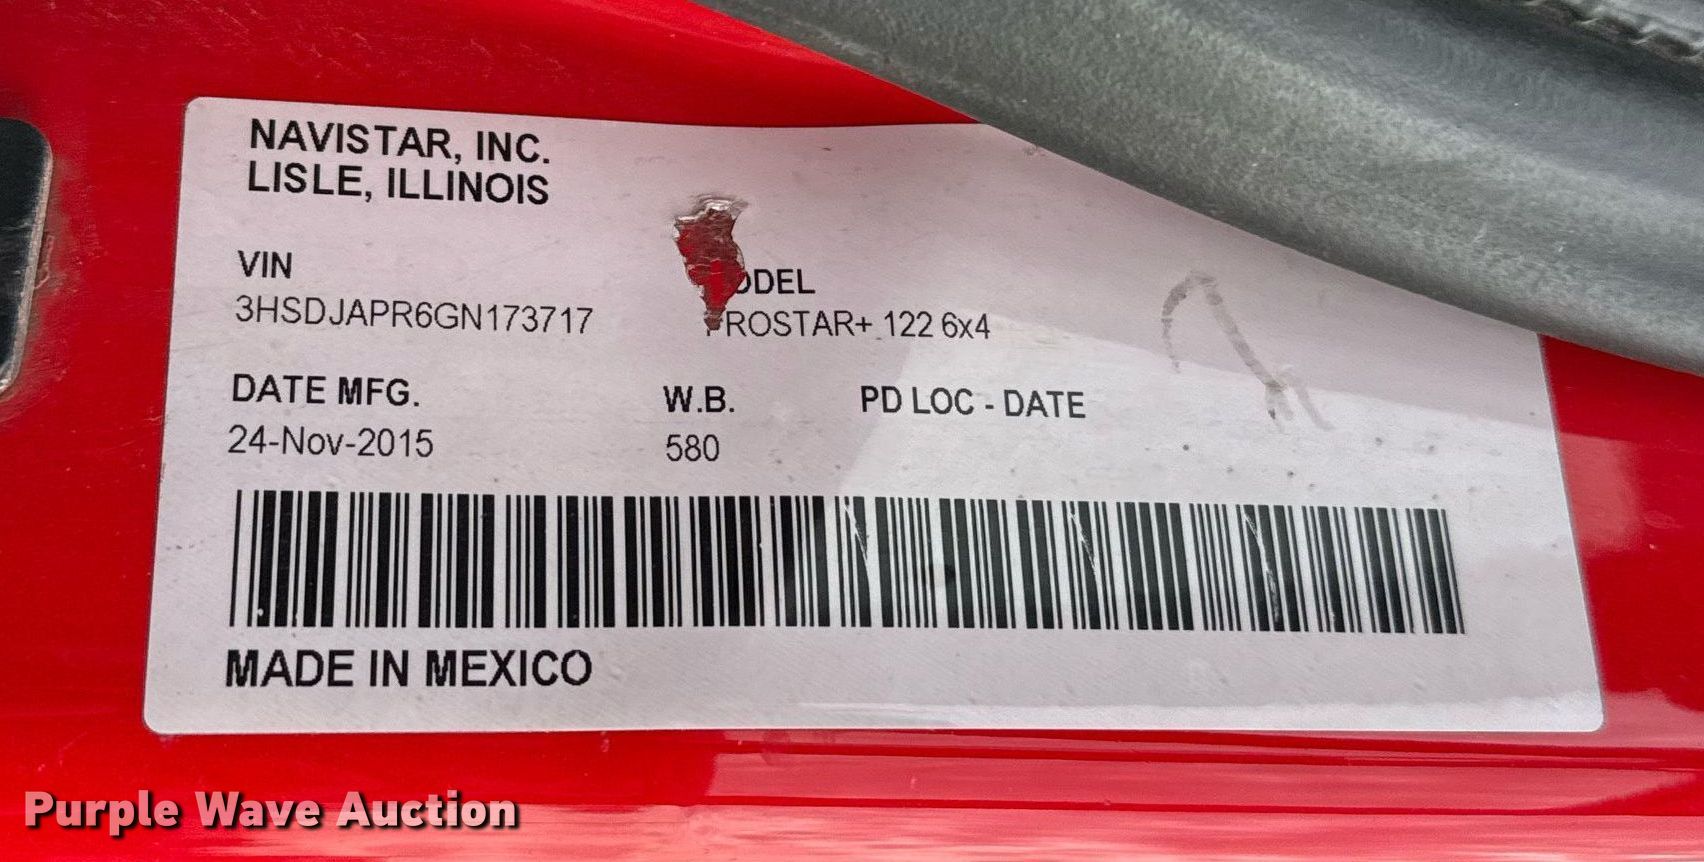 NAVISTAR, INC.
LISLE, ILLINOIS
VIN
3HSDJAPR6GN173717
ODEL
PROSTAR+ 122 6x4
DATE MFG.
24-Nov-2015
W.B.
580
PD LOC - DATE
MADE IN MEXICO
Purple Wave Auction